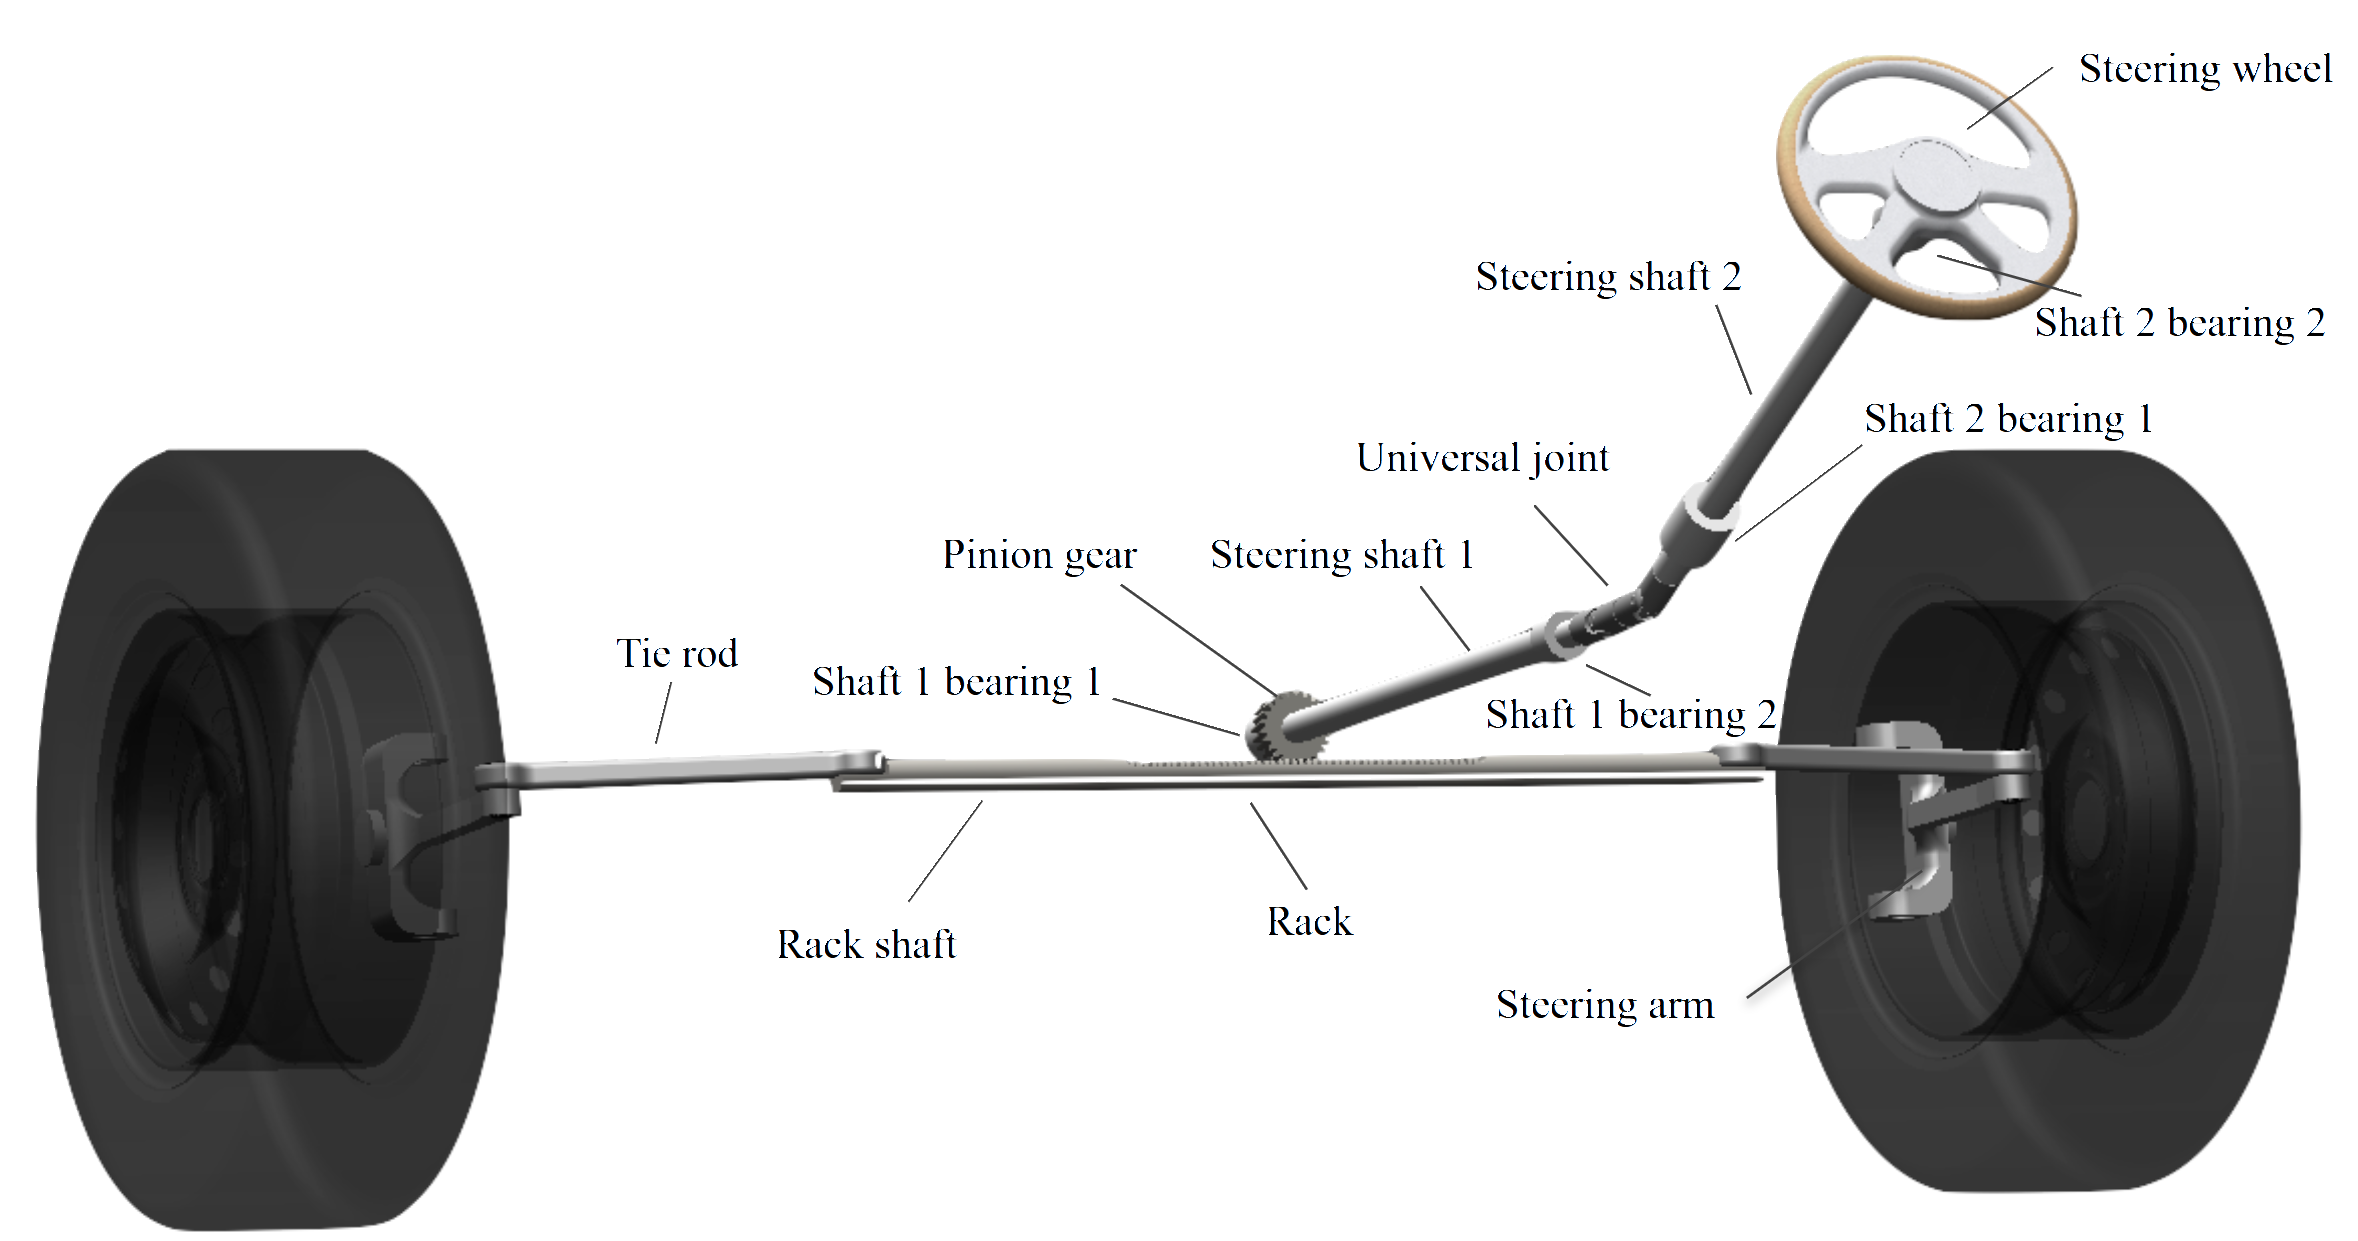 Steering wheel
Steering shaft 2
Shaft 2 bearing 2
Shaft 2 bearing 1
Universal joint
Pinion gear
Steering shaft 1
Tie rod
Shaft 1 bearing 1
Shaft 1 bearing 2
Rack shaft
Rack
Steering arm